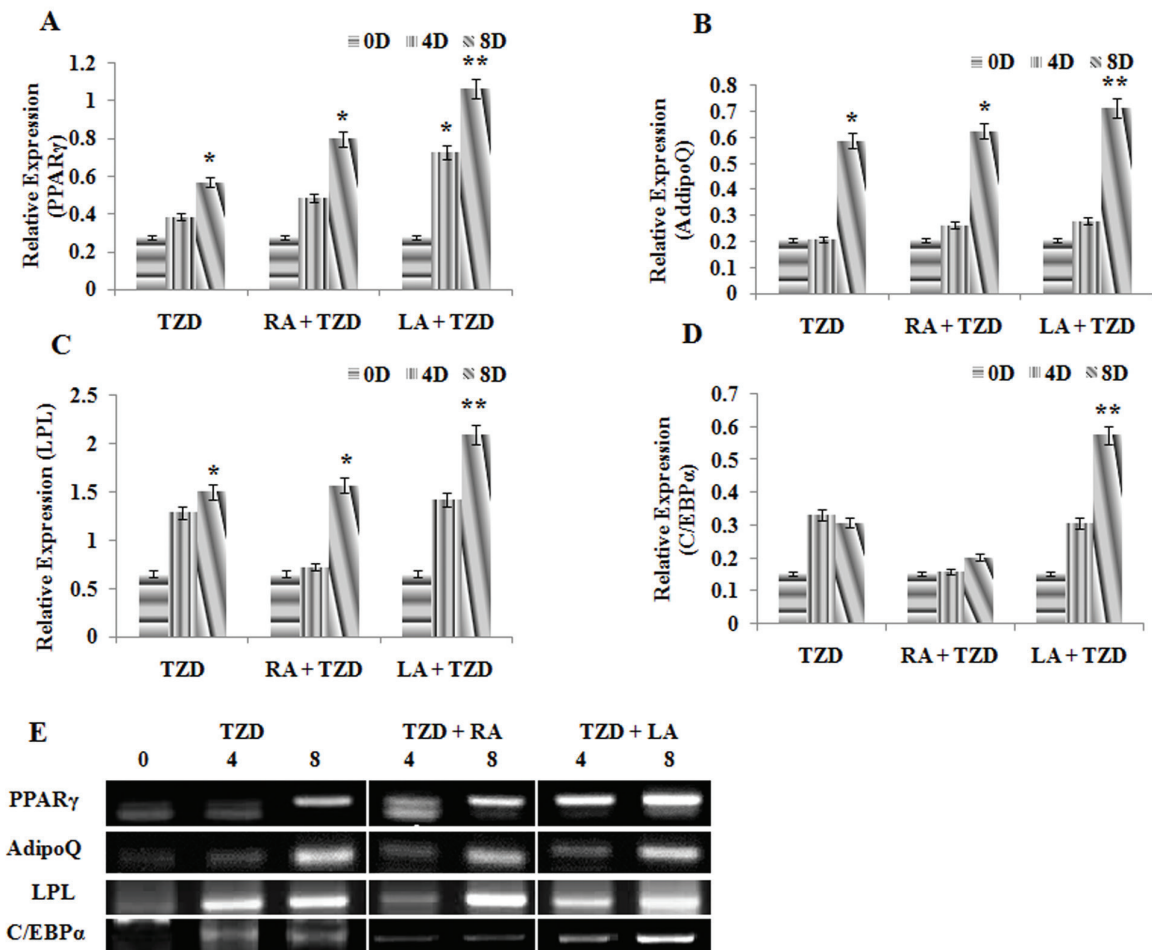 A
0D 4D 8D
Relative Expression
(PPARγ)
1.2
1
0.8
0.6
0.4
0.2
0
*
*
*
**
TZD RA + TZD LA + TZD
B
0D 4D 8D
Relative Expression
(AddipoQ)
0.8
0.7
0.6
0.5
0.4
0.3
0.2
0.1
0
*
*
**
TZD RA + TZD LA + TZD
C
0D 4D 8D
Relative Expression (LPL)
2.5
2
1.5
1
0.5
0
*
*
**
TZD RA + TZD LA + TZD
D
0D 4D 8D
Relative Expression
(C/EBPα)
0.7
0.6
0.5
0.4
0.3
0.2
0.1
0
**
TZD RA + TZD LA + TZD
E
TZD TZD + RA TZD + LA
0 4 8 4 8 4 8
PPARγ
AdipoQ
LPL
C/EBPα